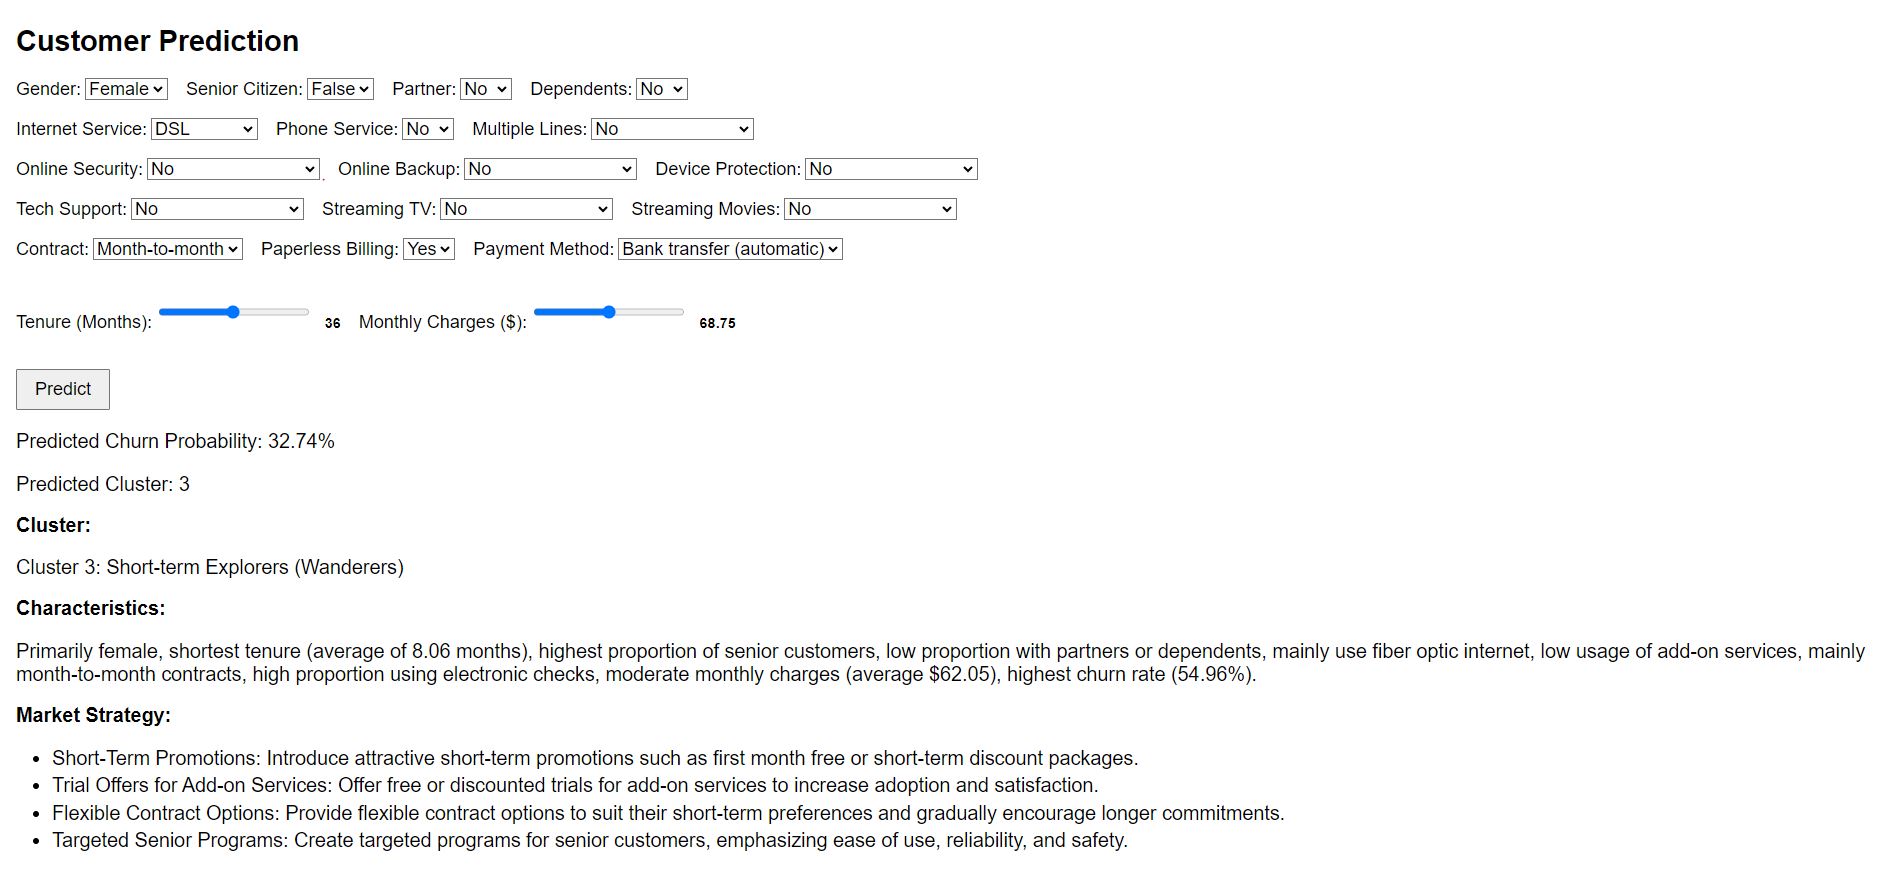 Customer Prediction
Gender: Female Senior Citizen: False Partner: No Dependents: No
Internet Service: DSL Phone Service: No Multiple Lines: No
Online Security: No Online Backup: No Device Protection: No
Tech Support: No Streaming TV: No Streaming Movies: No
Contract: Month-to-month Paperless Billing: Yes Payment Method: Bank transfer (automatic)
Tenure (Months): 36 Monthly Charges ($): 68.75
Predict
Predicted Churn Probability: 32.74%
Predicted Cluster: 3
Cluster:
Cluster 3: Short-term Explorers (Wanderers)
Characteristics:
Primarily female, shortest tenure (average of 8.06 months), highest proportion of senior customers, low proportion with partners or dependents, mainly use fiber optic internet, low usage of add-on services, mainly
month-to-month contracts, high proportion using electronic checks, moderate monthly charges (average $62.05), highest churn rate (54.96%).
Market Strategy:
• Short-Term Promotions: Introduce attractive short-term promotions such as first month free or short-term discount packages.
• Trial Offers for Add-on Services: Offer free or discounted trials for add-on services to increase adoption and satisfaction.
• Flexible Contract Options: Provide flexible contract options to suit their short-term preferences and gradually encourage longer commitments.
• Targeted Senior Programs: Create targeted programs for senior customers, emphasizing ease of use, reliability, and safety.